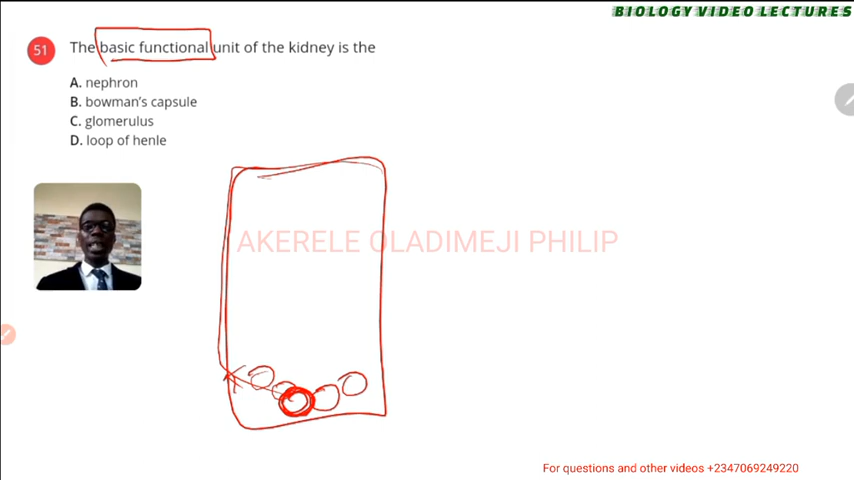 BIOLOGY VIDEO LECTURES
51 The basic functional unit of the kidney is the
A. nephron
B. bowman's capsule
C. glomerulus
D. loop of henle
AKERELE OLADIMEJI PHILIP
For questions and other videos +2347069249220